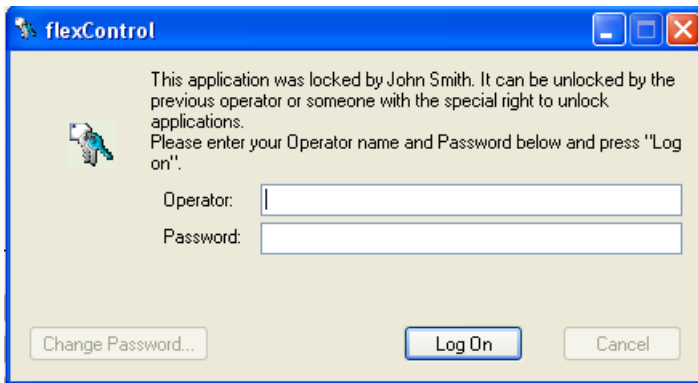 flexControl
This application was locked by John Smith. It can be unlocked by the
previous operator or someone with the special right to unlock
applications.
Please enter your Operator name and Password below and press "Log
on".
Operator:
Password:
Change Password...
Log On
Cancel